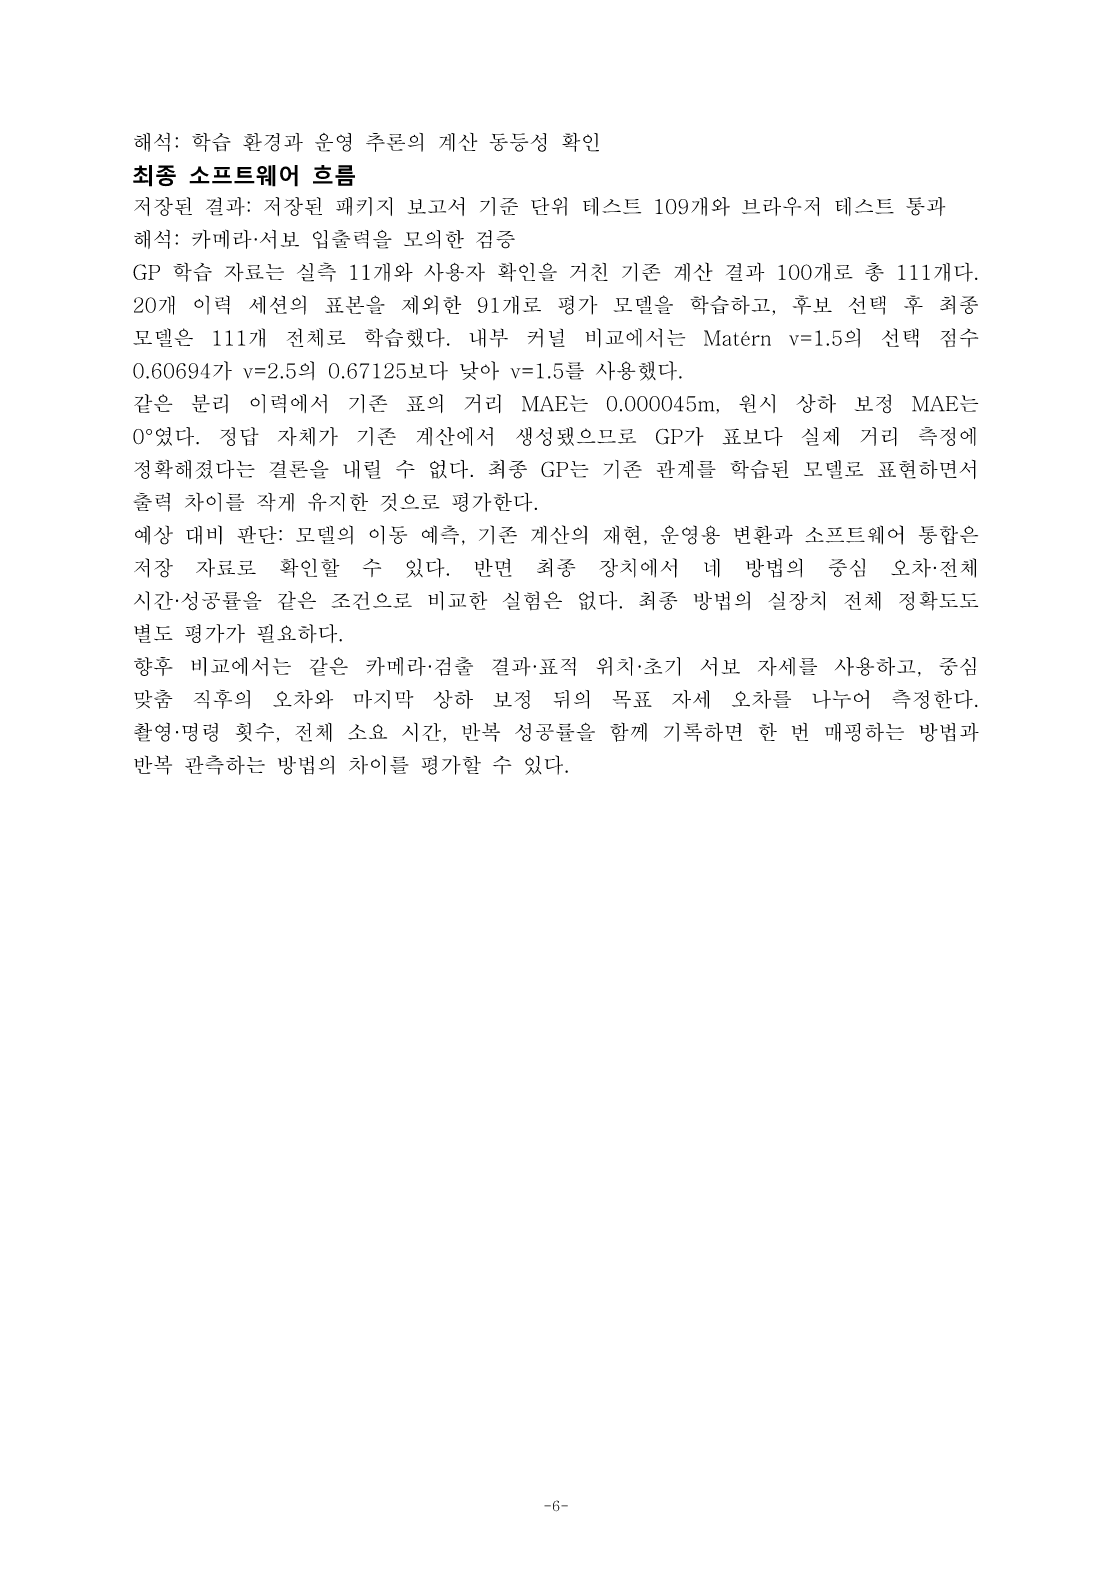 해석: 학습 환경과 운영 추론의 계산 동등성 확인
최종 소프트웨어 흐름
저장된 결과: 저장된 패키지 보고서 기준 단위 테스트 109개와 브라우저 테스트 통과
해석: 카메라·서보 입출력을 모의한 검증
GP 학습 자료는 실측 11개와 사용자 확인을 거친 기존 계산 결과 100개로 총 111개다.
20개 이력 세션의 표본을 제외한 91개로 평가 모델을 학습하고, 후보 선택 후 최종
모델은 111개 전체로 학습했다. 내부 커널 비교에서는 Matérn ν=1.5의 선택 점수
0.60694가 ν=2.5의 0.67125보다 낮아 ν=1.5를 사용했다.
같은 분리 이력에서 기존 표의 거리 MAE는 0.000045m, 원시 상하 보정 MAE는
0°였다. 정답 자체가 기존 계산에서 생성됐으므로 GP가 표보다 실제 거리 측정에
정확해졌다는 결론을 내릴 수 없다. 최종 GP는 기존 관계를 학습된 모델로 표현하면서
출력 차이를 작게 유지한 것으로 평가한다.
예상 대비 판단: 모델의 이동 예측, 기존 계산의 재현, 운영용 변환과 소프트웨어 통합은
저장 자료로 확인할 수 있다. 반면 최종 장치에서 네 방법의 중심 오차·전체
시간·성공률을 같은 조건으로 비교한 실험은 없다. 최종 방법의 실장치 전체 정확도도
별도 평가가 필요하다.
향후 비교에서는 같은 카메라·검출 결과·표적 위치·초기 서보 자세를 사용하고, 중심
맞춤 직후의 오차와 마지막 상하 보정 뒤의 목표 자세 오차를 나누어 측정한다.
촬영·명령 횟수, 전체 소요 시간, 반복 성공률을 함께 기록하면 한 번 매핑하는 방법과
반복 관측하는 방법의 차이를 평가할 수 있다.
-6-